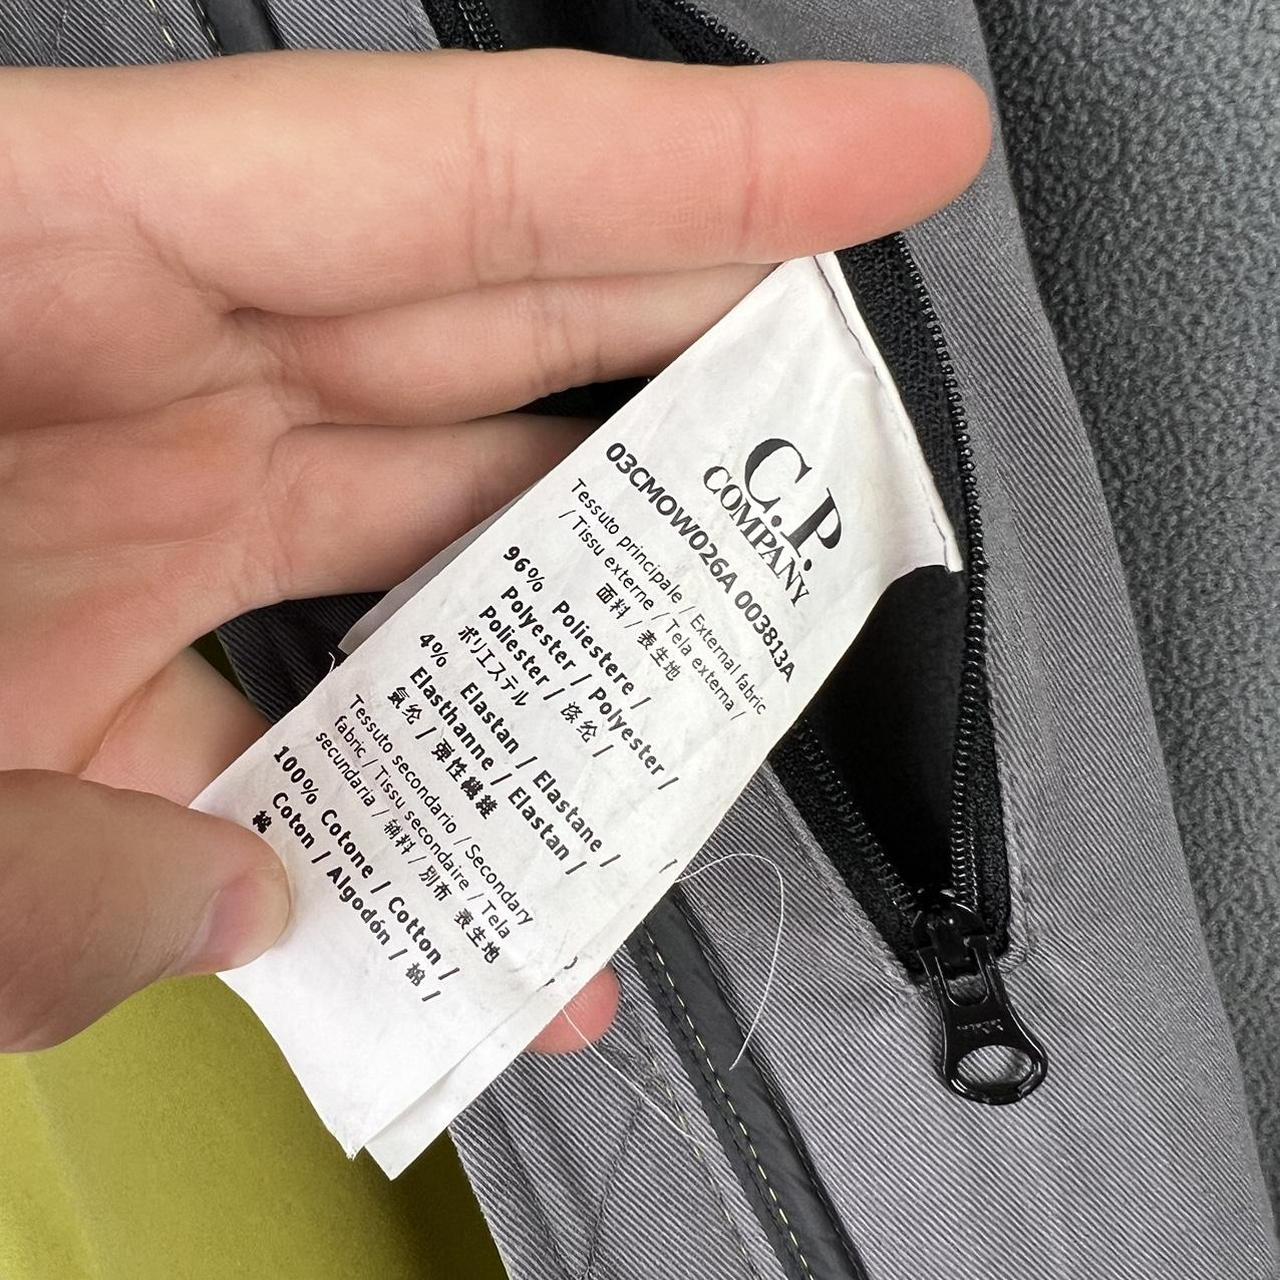 C.P.
COMPANY
03CMOW026A 003813A
Tessuto principale / External fabric
/ Tissu externe / Tela externa /
面料 / 表生地
96% Poliestere /
Polyester / Polyester /
Poliester / 涤纶 /
ポリエステル
4% Elastan / Elastane /
Elasthanne / Elastan /
氨纶 / 彈性纖維
Tessuto secondario / Secondary
fabric / Tissu secondaire / Tela
secundaria / 辅料 / 別布 表生地
100% Cotone / Cotton /
Coton / Algodón / 棉 /
綿